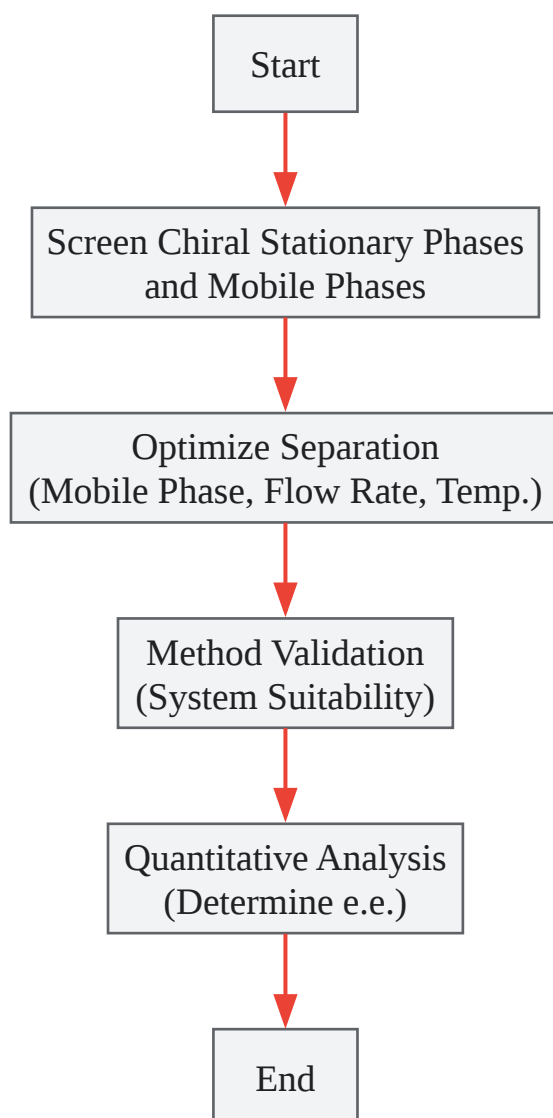 Start
Screen Chiral Stationary Phases
and Mobile Phases
Optimize Separation
(Mobile Phase, Flow Rate, Temp.)
Method Validation
(System Suitability)
Quantitative Analysis
(Determine e.e.)
End